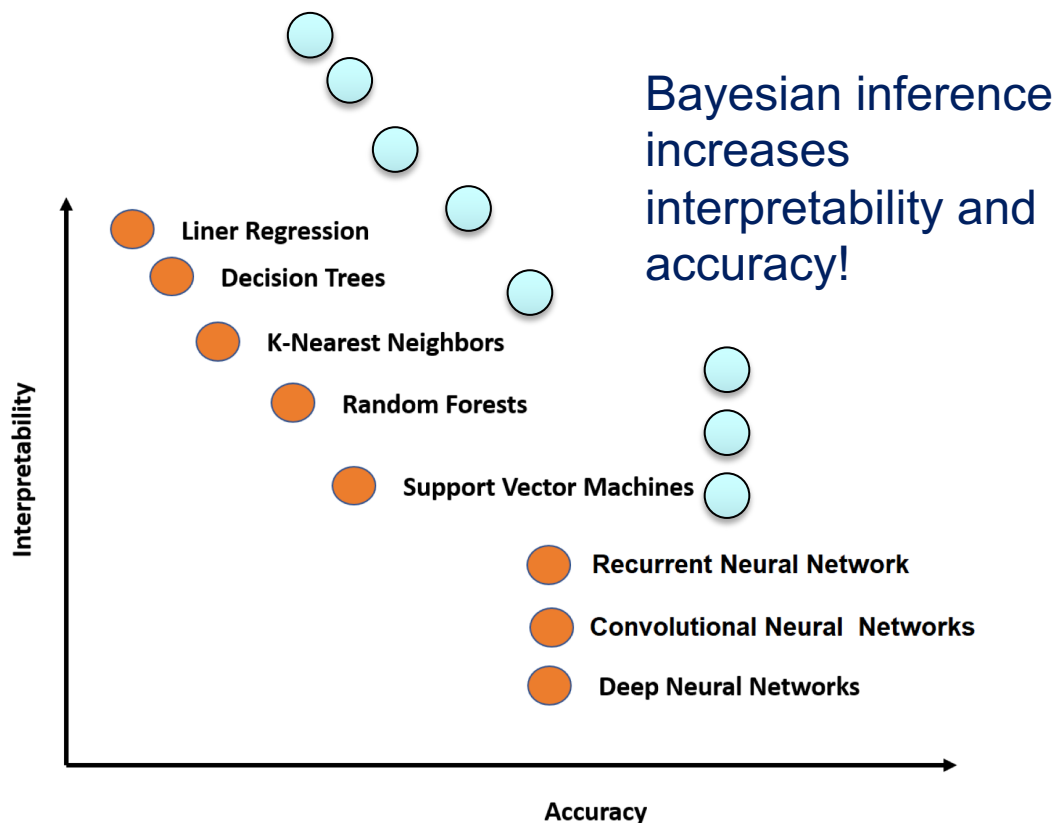 Bayesian inference
increases
interpretability and
accuracy!
Liner Regression
Decision Trees
K-Nearest Neighbors
Random Forests
Support Vector Machines
Recurrent Neural Network
Convolutional Neural Networks
Deep Neural Networks
Interpretability
Accuracy